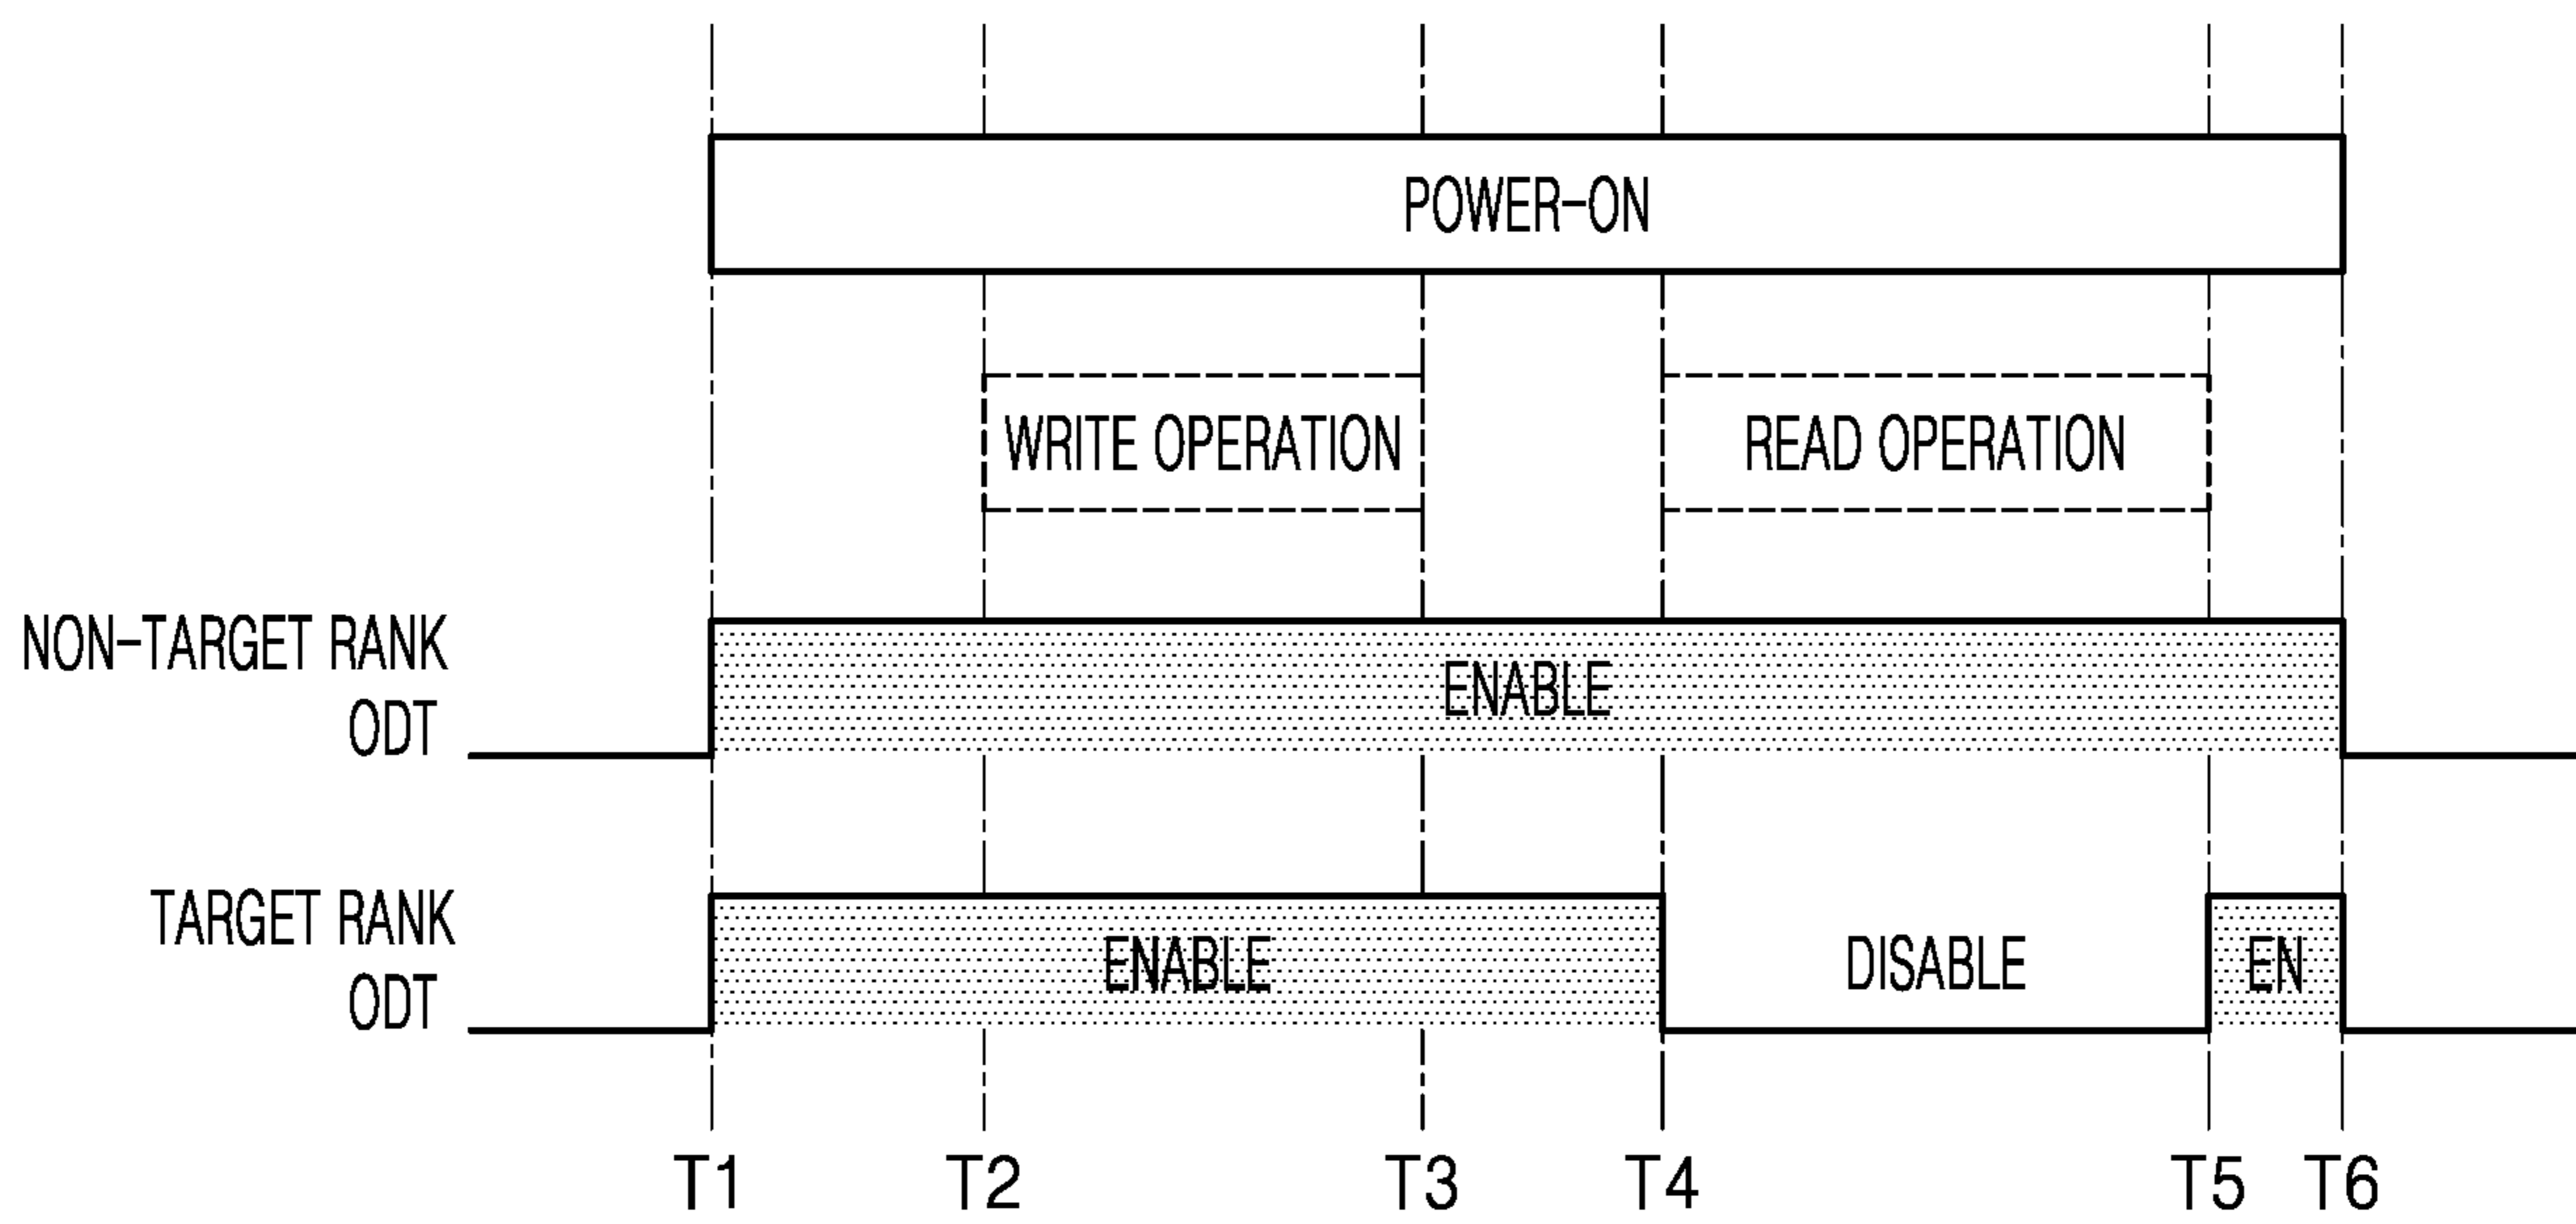 POWER-ON
WRITE OPERATION
READ OPERATION
NON-TARGET RANK
ODT
ENABLE
TARGET RANK
ODT
ENABLE
DISABLE
EN
T1
T2
T3
T4
T5
T6